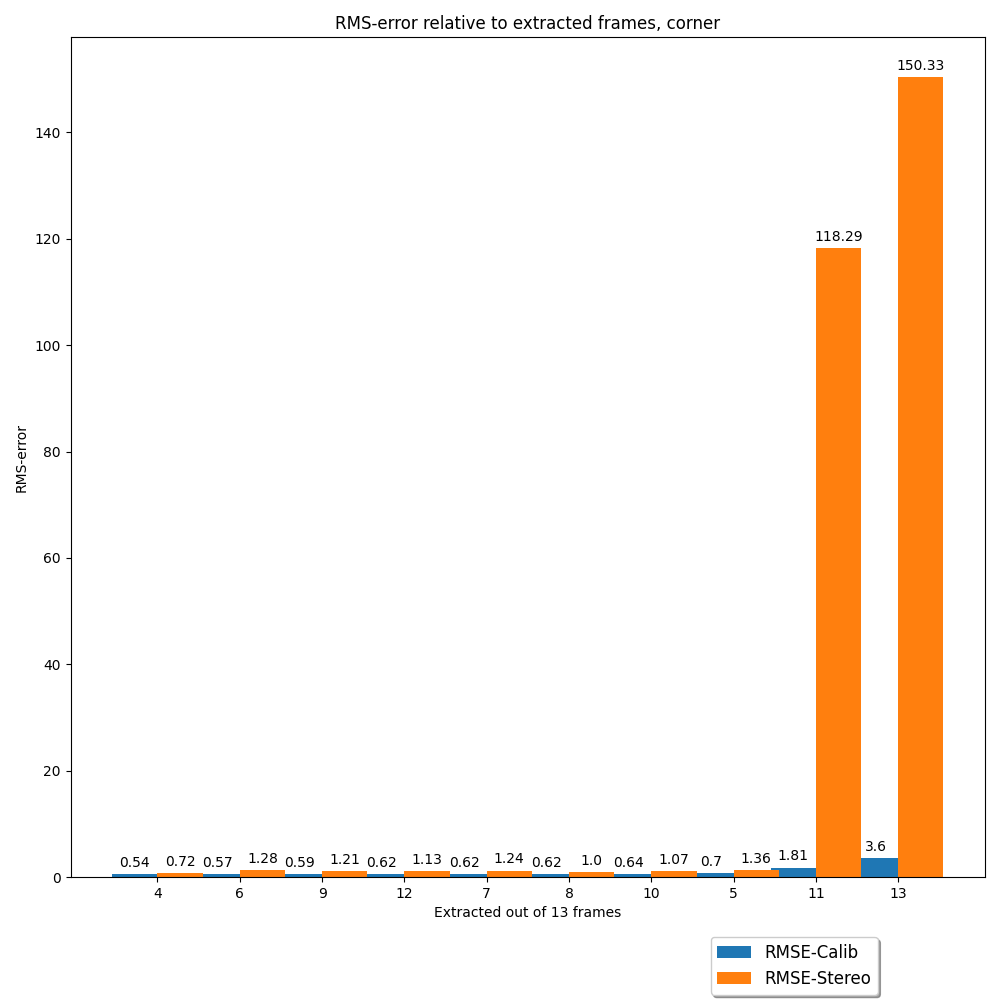 RMS-error relative to extracted frames, corner
150.33
140
120
118.29
100
RMS-error
80
60
40
20
0
0.54 0.72 0.57 1.28 0.59 1.21 0.62 1.13 0.62 1.24 0.62 1.0 0.64 1.07 0.7 1.36 1.81 3.6
4 6 9 12 7 8 10 5 11 13
Extracted out of 13 frames
RMSE-Calib
RMSE-Stereo